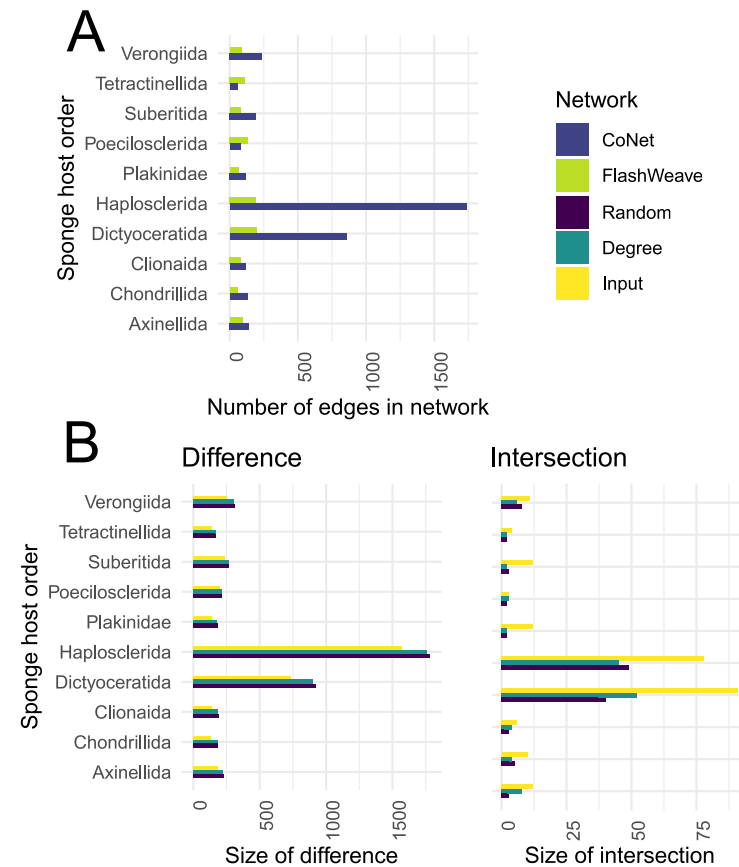 A
Verongiida
Tetractinellida
Suberitida
Poecilosclerida
Plakinidae
Haplosclerida
Dictyoceratida
Clionaida
Chondrillida
Axinellida
Sponge host order
0
500
1000
1500
Number of edges in network
Network
CoNet
FlashWeave
Random
Degree
Input
B
Difference
Intersection
Verongiida
Tetractinellida
Suberitida
Poecilosclerida
Plakinidae
Haplosclerida
Dictyoceratida
Clionaida
Chondrillida
Axinellida
Sponge host order
0
500
1000
1500
Size of difference
0
25
50
75
Size of intersection